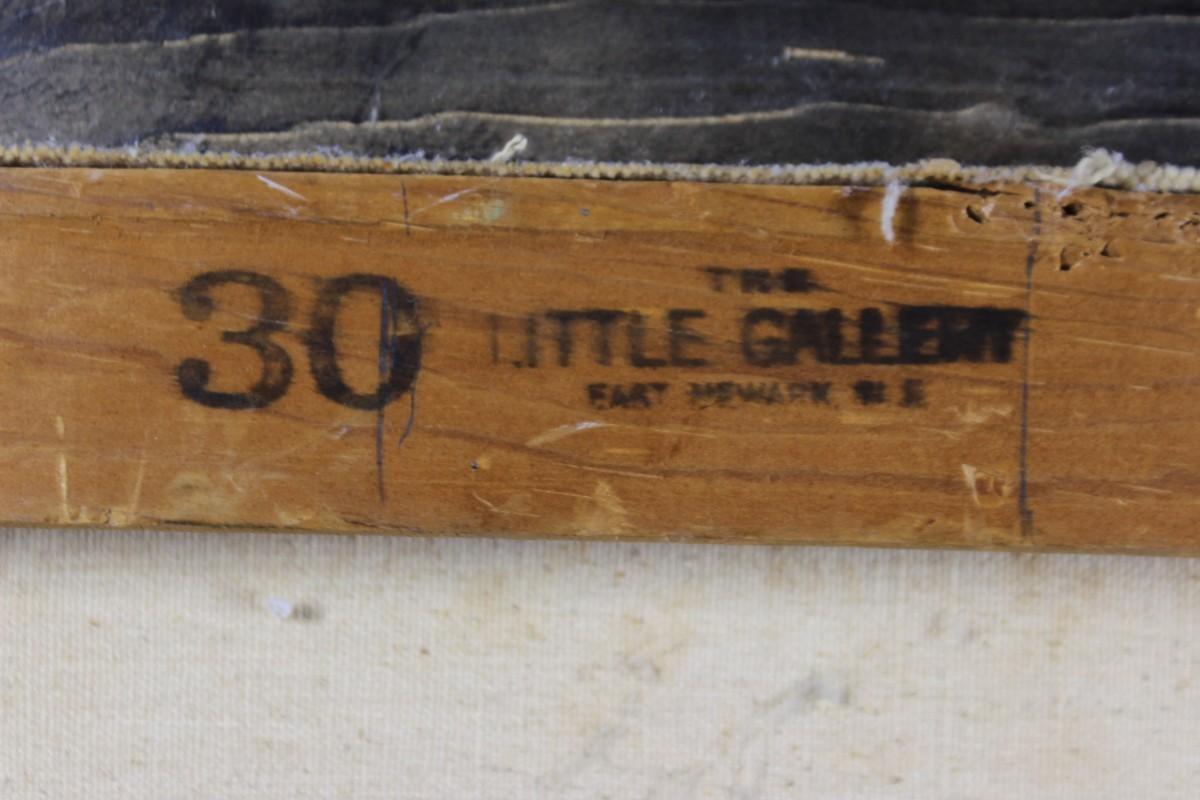 30
THE
LITTLE GALLERY
EAST NEWARK N.J.